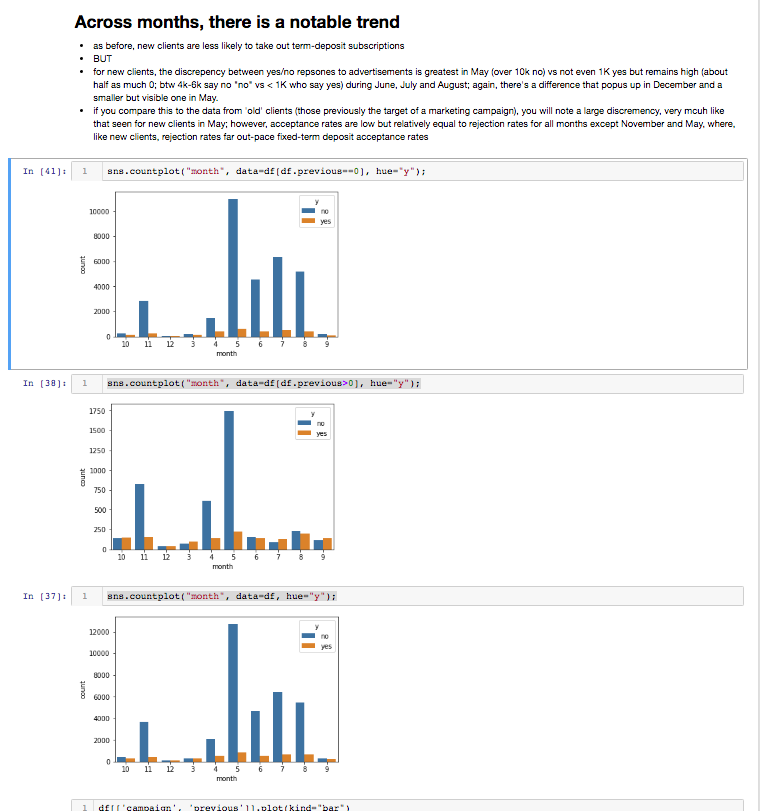 Across months, there is a notable trend
• as before, new clients are less likely to take out term-deposit subscriptions
• BUT
• for new clients, the discrepency between yes/no repsones to advertisements is greatest in May (over 10k no) vs not even 1K yes but remains high (about
half as much 0; btw 4k-6k say no "no" vs < 1K who say yes) during June, July and August; again, there's a difference that popus up in December and a
smaller but visible one in May.
• if you compare this to the data from 'old' clients (those previously the target of a marketing campaign), you will note a large discremency, very mcuh like
that seen for new clients in May; however, acceptance rates are low but relatively equal to rejection rates for all months except November and May, where,
like new clients, rejection rates far out-pace fixed-term deposit acceptance rates
In [41]: 1 sns.countplot("month", data=df[df.previous==0], hue="y");
y
no
yes
10000
8000
6000
4000
2000
0
count
10 11 12 3 4 5 6 7 8 9
month
In [38]: 1 sns.countplot("month", data=df[df.previous>0], hue="y");
y
no
yes
1750
1500
1250
1000
750
500
250
0
count
10 11 12 3 4 5 6 7 8 9
month
In [37]: 1 sns.countplot("month", data=df, hue="y");
y
no
yes
12000
10000
8000
6000
4000
2000
0
count
10 11 12 3 4 5 6 7 8 9
month
1 df[['campaign', 'previous']].plot(kind="bar")